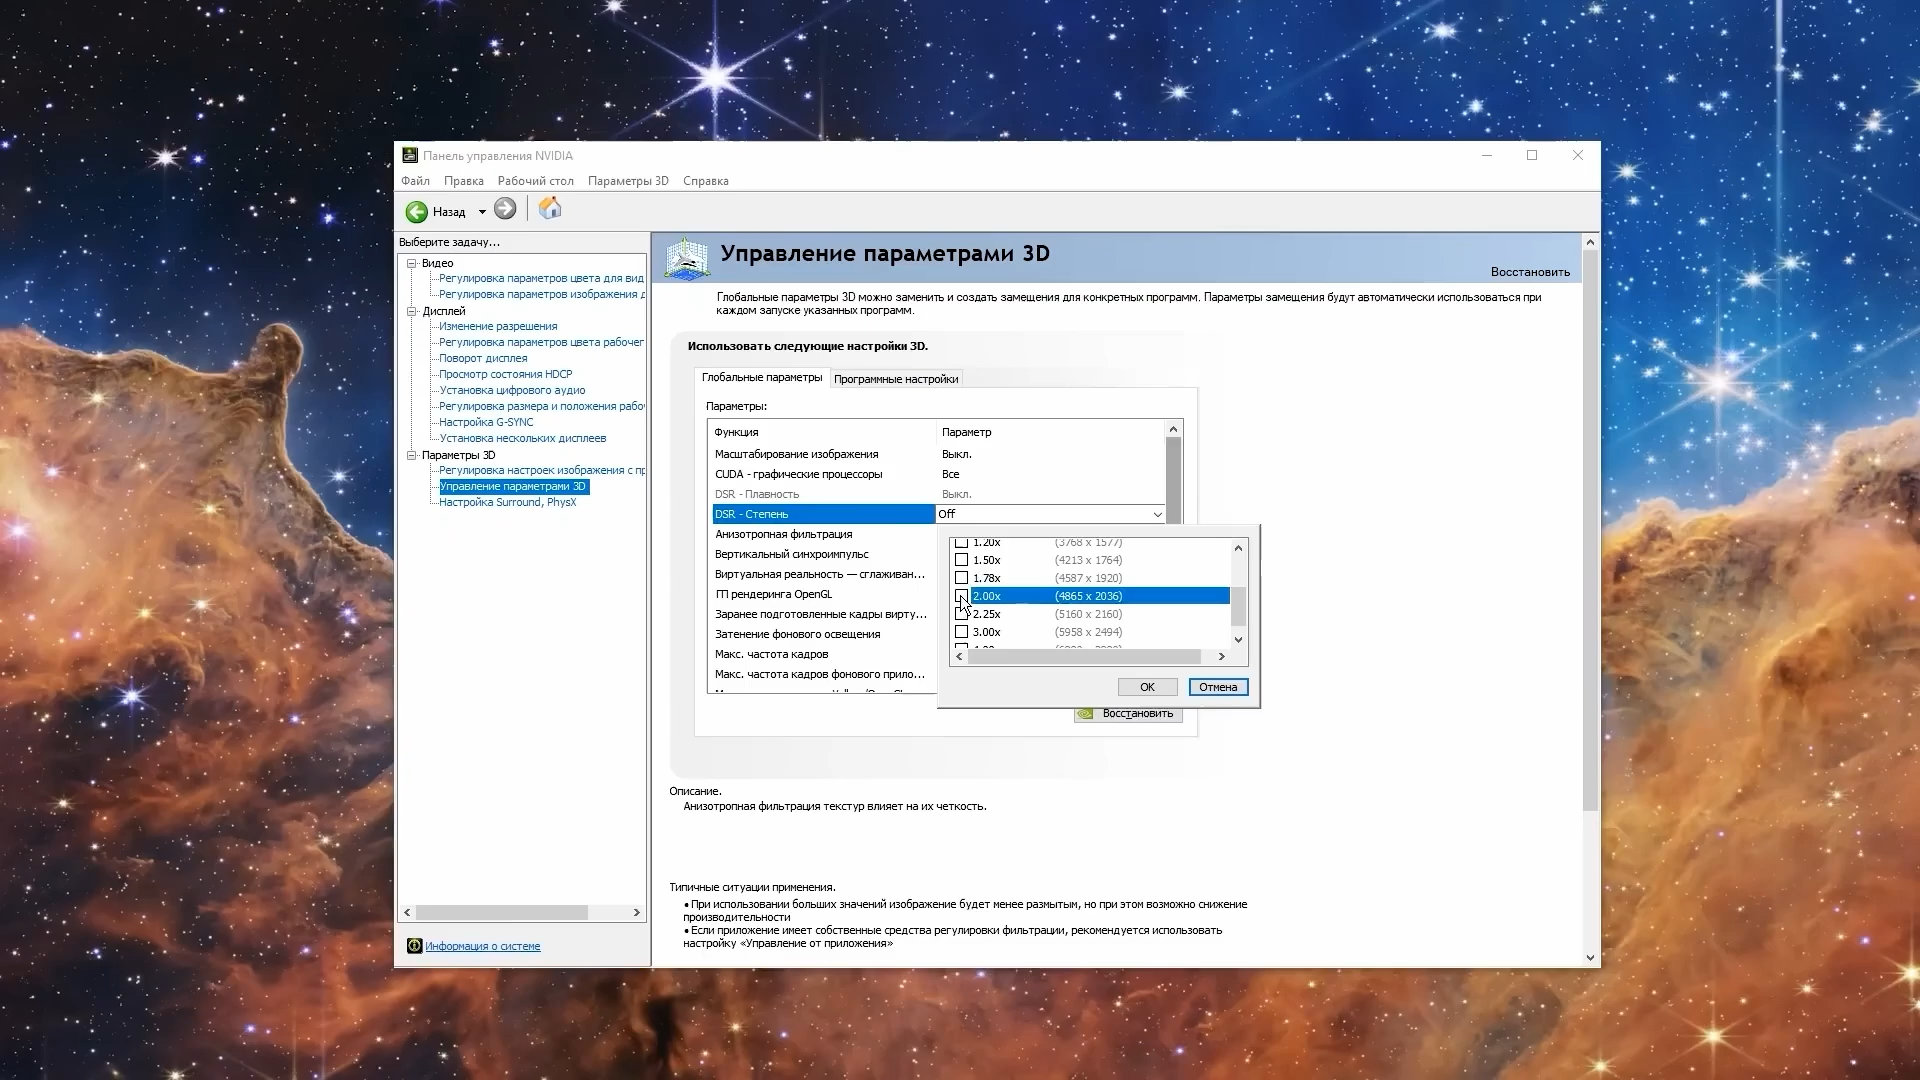 Панель управления NVIDIA
Файл Правка Рабочий стол Параметры 3D Справка
Назад
Выберите задачу...
Видео
Регулировка параметров цвета для вид
Регулировка параметров изображения д
Дисплей
Изменение разрешения
Регулировка параметров цвета рабочег
Поворот дисплея
Просмотр состояния HDCP
Установка цифрового аудио
Регулировка размера и положения рабо
Настройка G-SYNC
Установка нескольких дисплеев
Параметры 3D
Регулировка настроек изображения с пр
Управление параметрами 3D
Настройка Surround, PhysX
Информация о системе
Управление параметрами 3D
Восстановить
Глобальные параметры 3D можно заменить и создать замещения для конкретных программ. Параметры замещения будут автоматически использоваться при
каждом запуске указанных программ.
Использовать следующие настройки 3D.
Глобальные параметры Программные настройки
Параметры:
Функция Параметр
Масштабирование изображения Выкл.
CUDA - графические процессоры Все
DSR - Плавность Выкл.
DSR - Степень Off
Анизотропная фильтрация
Вертикальный синхроимпульс
Виртуальная реальность — сглаживан...
ГП рендеринга OpenGL
Заранее подготовленные кадры вирту...
Затенение фонового освещения
Макс. частота кадров
Макс. частота кадров фонового прило...
1.20x (3768 x 1577)
1.50x (4213 x 1764)
1.78x (4587 x 1920)
2.00x (4865 x 2036)
2.25x (5160 x 2160)
3.00x (5958 x 2494)
OK Отмена
Восстановить
Описание.
Анизотропная фильтрация текстур влияет на их четкость.
Типичные ситуации применения.
• При использовании больших значений изображение будет менее размытым, но при этом возможно снижение
производительности
• Если приложение имеет собственные средства регулировки фильтрации, рекомендуется использовать
настройку «Управление от приложения»